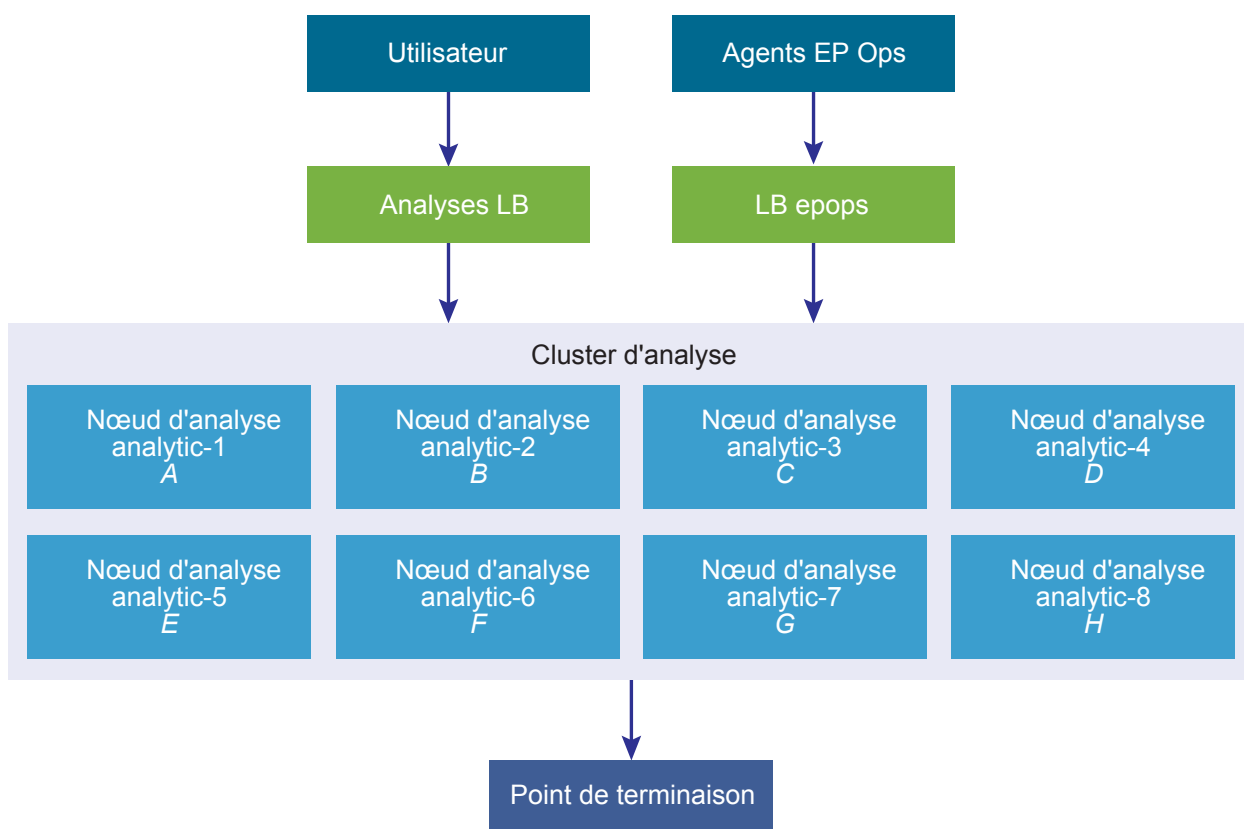 Utilisateur
Agents EP Ops
Analyses LB
LB epops
Cluster d'analyse
Nœud d'analyse
analytic-1
A
Nœud d'analyse
analytic-2
B
Nœud d'analyse
analytic-3
C
Nœud d'analyse
analytic-4
D
Nœud d'analyse
analytic-5
E
Nœud d'analyse
analytic-6
F
Nœud d'analyse
analytic-7
G
Nœud d'analyse
analytic-8
H
Point de terminaison